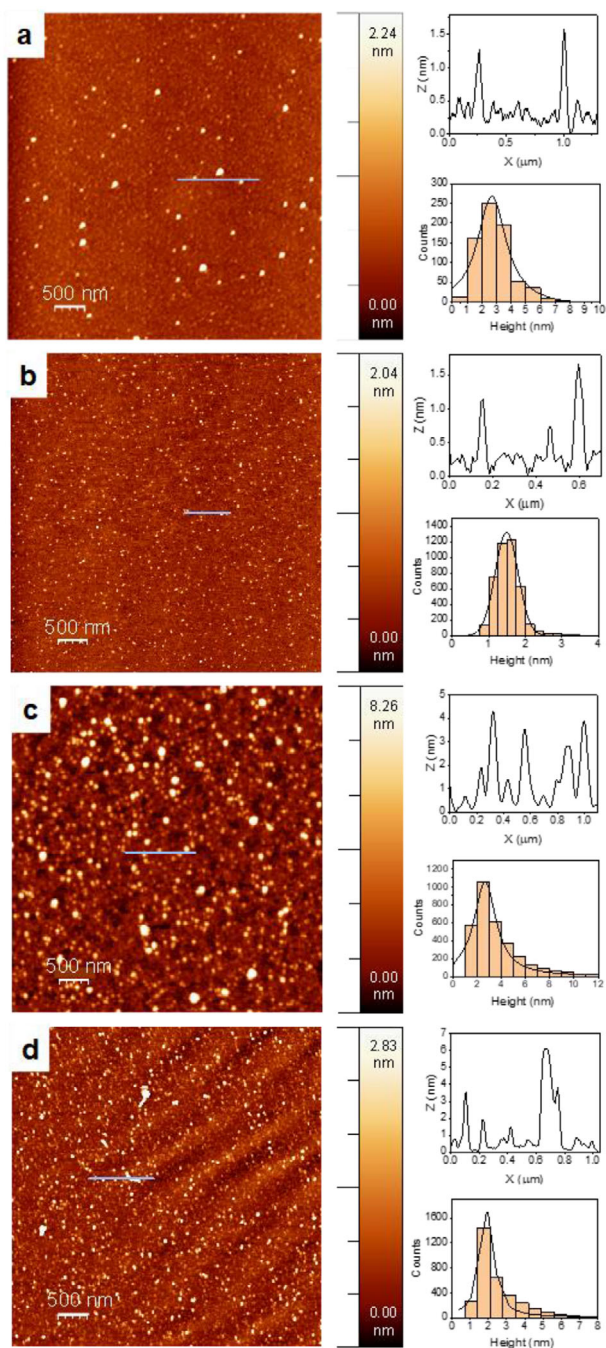 a
500 nm
2.24
nm
0.00
nm
Z (nm)
1.5
1.0
0.5
0.0
0.0 0.5 1.0
X (μm)
Counts
300
250
200
150
100
50
0
0 1 2 3 4 5 6 7 8 9 10
Height (nm)
b
500 nm
2.04
nm
0.00
nm
Z (nm)
1.5
1.0
0.5
0.0
0.0 0.2 0.4 0.6
X (μm)
Counts
1400
1200
1000
800
600
400
200
0
0 1 2 3 4
Height (nm)
c
500 nm
8.26
nm
0.00
nm
Z (nm)
5
4
3
2
1
0
0.0 0.2 0.4 0.6 0.8 1.0
X (μm)
Counts
1200
1000
800
600
400
200
0
0 2 4 6 8 10 12
Height (nm)
d
500 nm
2.83
nm
0.00
nm
Z (nm)
7
6
5
4
3
2
1
0
0.0 0.2 0.4 0.6 0.8 1.0
X (μm)
Counts
1600
1200
800
400
0
0 1 2 3 4 5 6 7 8
Height (nm)